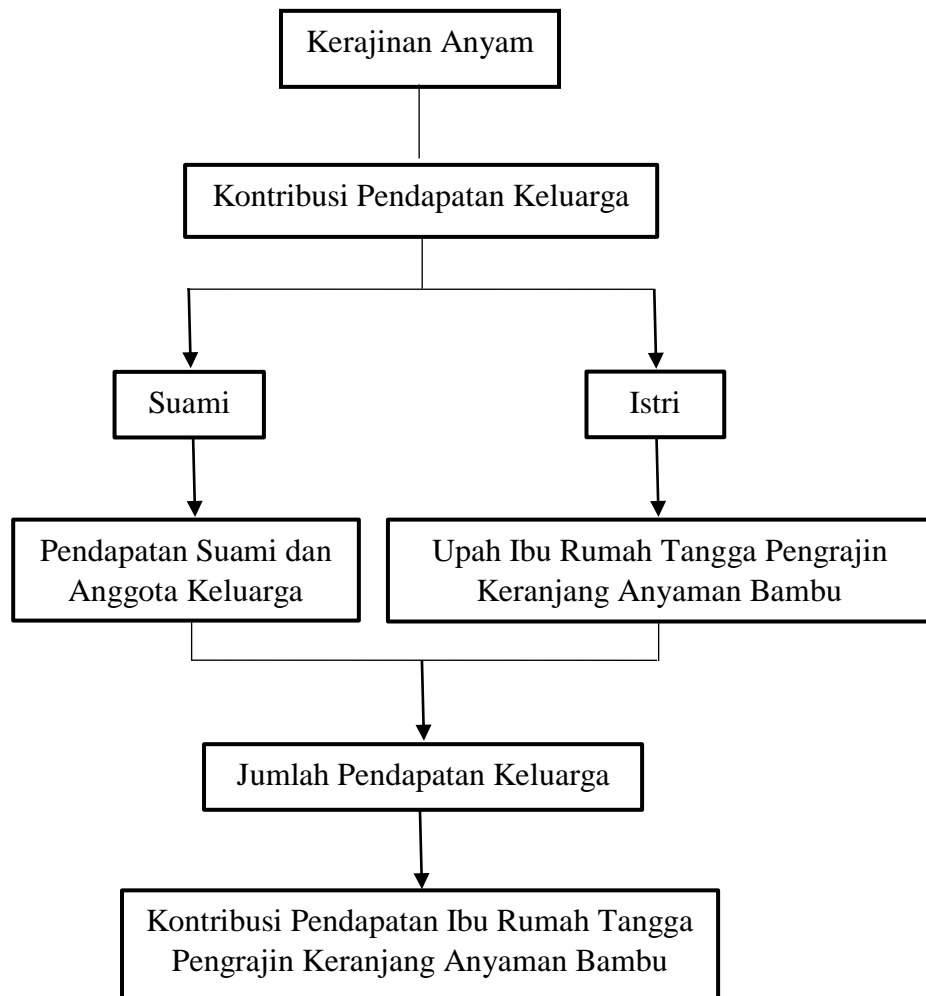 Kerajinan Anyam
Kontribusi Pendapatan Keluarga
Suami
Istri
Pendapatan Suami dan
Anggota Keluarga
Upah Ibu Rumah Tangga Pengrajin
Keranjang Anyaman Bambu
Jumlah Pendapatan Keluarga
Kontribusi Pendapatan Ibu Rumah Tangga
Pengrajin Keranjang Anyaman Bambu